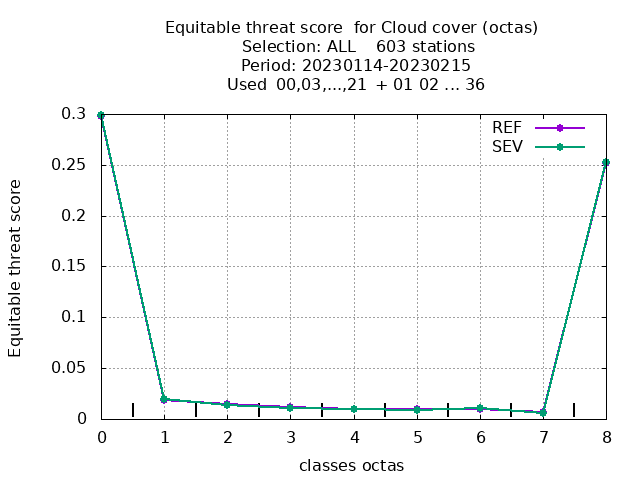 Equitable threat score  for Cloud cover (octas)
Selection: ALL    603 stations
Period: 20230114-20230215
Used  00,03,...,21  + 01 02 ... 36
REF
SEV
0.3
0.25
0.2
0.15
0.1
0.05
0
Equitable threat score
0 1 2 3 4 5 6 7 8
classes octas